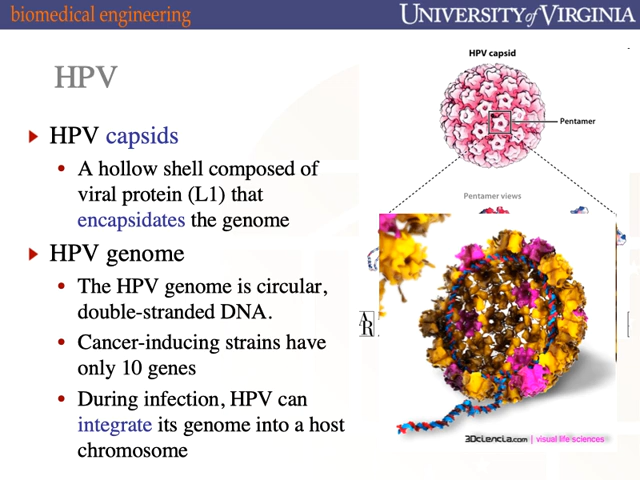 biomedical engineering
UNIVERSITY of VIRGINIA
HPV
HPV capsids
• A hollow shell composed of
viral protein (L1) that
encapsidates the genome
HPV genome
• The HPV genome is circular,
double-stranded DNA.
• Cancer-inducing strains have
only 10 genes
• During infection, HPV can
integrate its genome into a host
chromosome
HPV capsid
Pentamer
Pentamer views
3Dciencia.com | visual life sciences